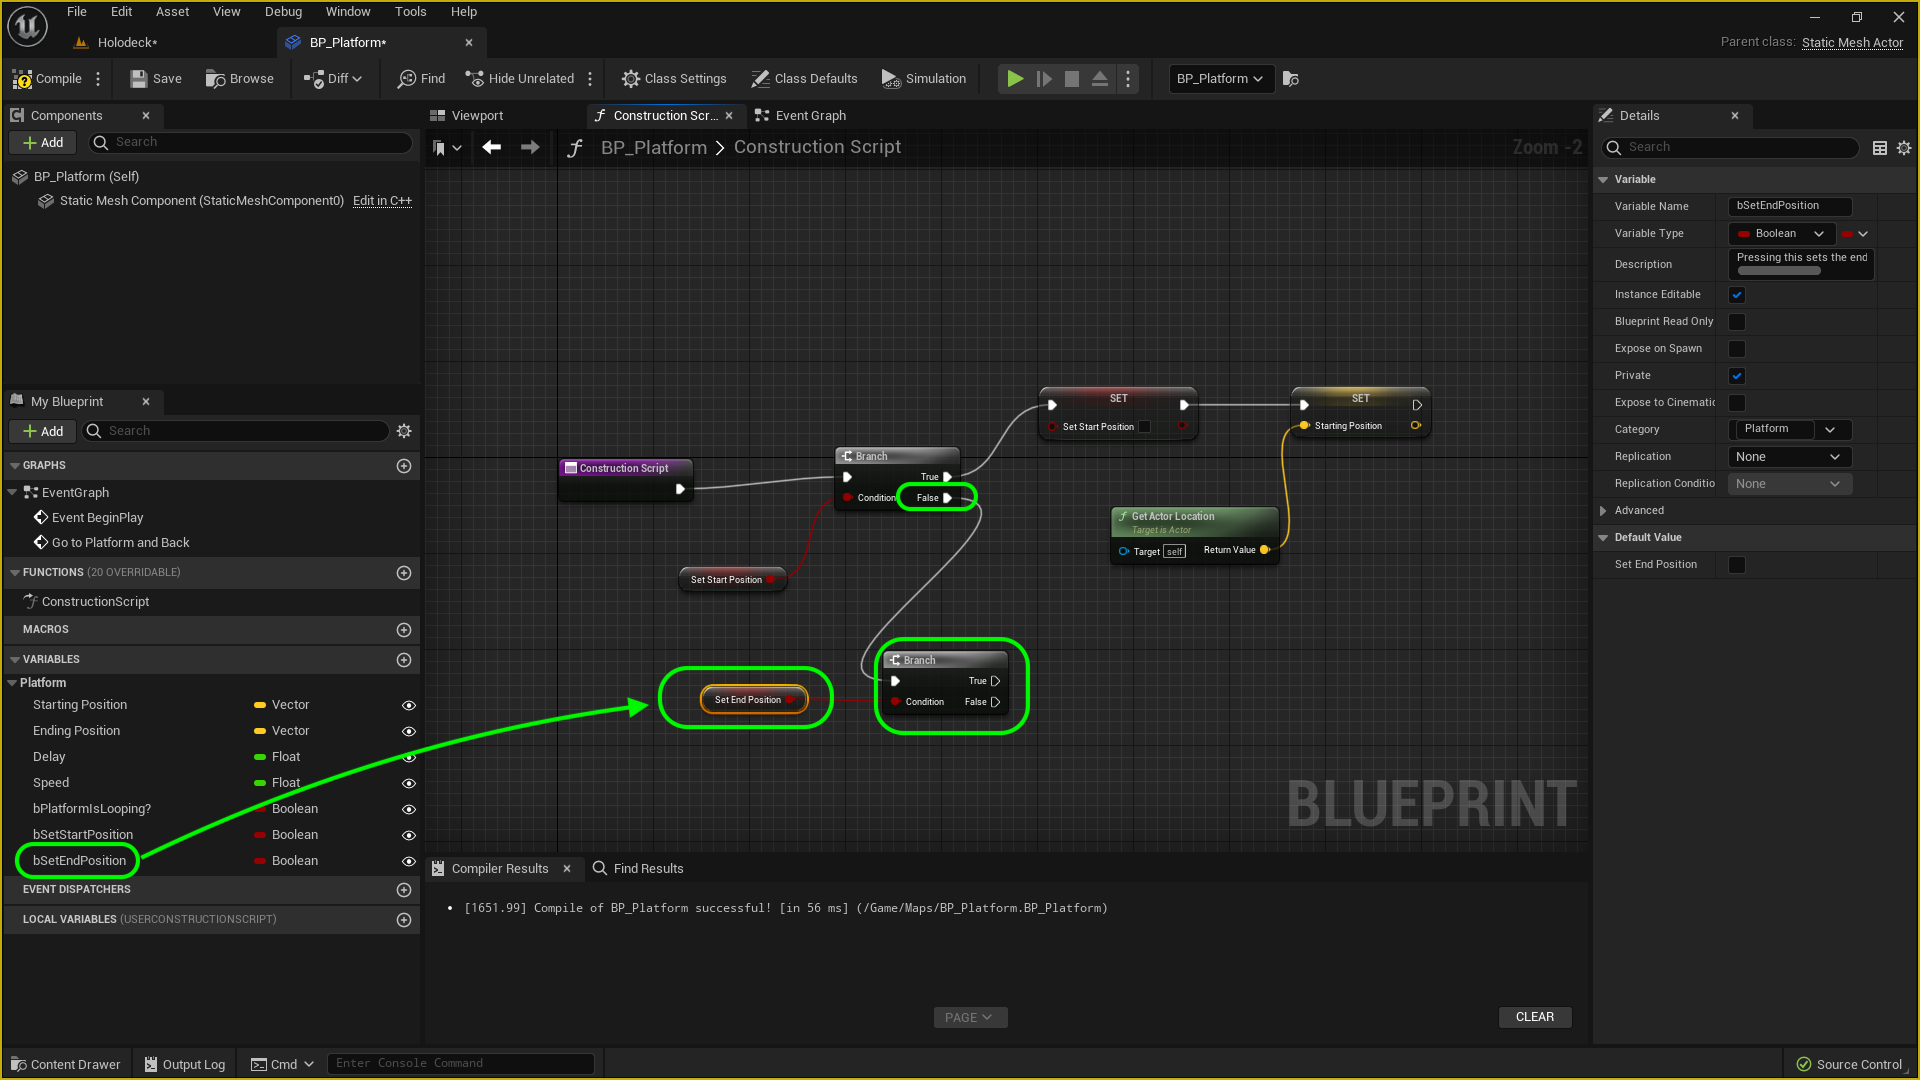 File Edit Asset View Debug Window Tools Help
Holodeck*
BP_Platform*
Parent class: Static Mesh Actor
Compile Save Browse Diff Find Hide Unrelated Class Settings Class Defaults Simulation BP_Platform
Components
Add Search
BP_Platform (Self)
Static Mesh Component (StaticMeshComponent0) Edit in C++
My Blueprint
Add Search
GRAPHS
EventGraph
Event BeginPlay
Go to Platform and Back
FUNCTIONS (20 OVERRIDABLE)
ConstructionScript
MACROS
VARIABLES
Platform
Starting Position Vector
Ending Position Vector
Delay Float
Speed Float
bPlatformIsLooping? Boolean
bSetStartPosition Boolean
bSetEndPosition Boolean
EVENT DISPATCHERS
LOCAL VARIABLES (USERCONSTRUCTIONSCRIPT)
Viewport Construction Scr... Event Graph
BP_Platform > Construction Script Zoom -2
SET
Set Start Position
SET
Starting Position
Branch
True
Condition False
Construction Script
Get Actor Location
Target is Actor
Target self Return Value
Set Start Position
Branch
True
Condition False
Set End Position
BLUEPRINT
Compiler Results Find Results
• [1651.99] Compile of BP_Platform successful! [in 56 ms] (/Game/Maps/BP_Platform.BP_Platform)
PAGE CLEAR
Details
Search
Variable
Variable Name bSetEndPosition
Variable Type Boolean
Description Pressing this sets the end
Instance Editable
Blueprint Read Only
Expose on Spawn
Private
Expose to Cinematic
Category Platform
Replication None
Replication Conditio None
Advanced
Default Value
Set End Position
Content Drawer Output Log Cmd Enter Console Command Source Control